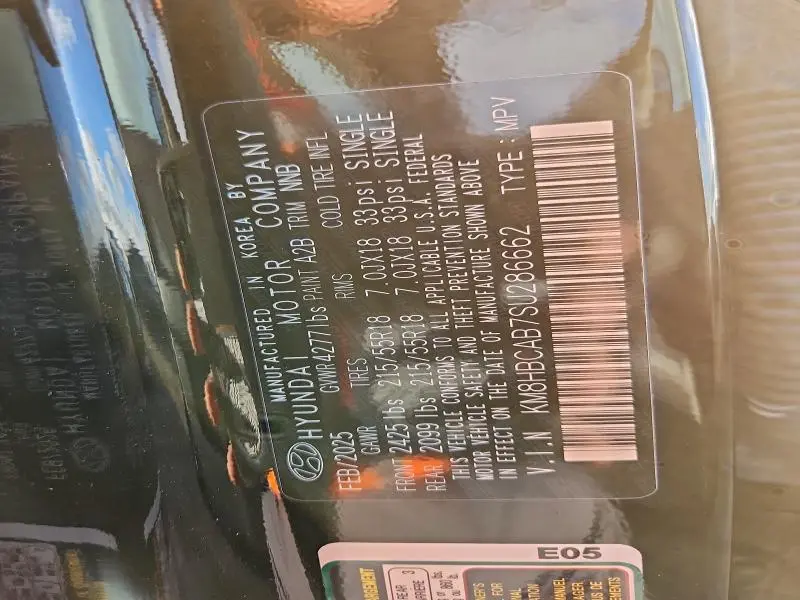 MANUFACTURED IN KOREA BY
HYUNDAI MOTOR COMPANY
FEB/2025 GVWR 4277 lbs PAINT A2B TRIM NNB
GAWR TIRES RIMS COLD TIRE INFL
FRONT 2425 lbs 215/55R18 7.0JX18 33psi SINGLE
REAR 2099 lbs 215/55R18 7.0JX18 33psi SINGLE
THIS VEHICLE CONFORMS TO ALL APPLICABLE U.S.A. FEDERAL
MOTOR VEHICLE SAFETY AND THEFT PREVENTION STANDARDS
IN EFFECT ON THE DATE OF MANUFACTURE SHOWN ABOVE
V.I.N KM8HBCAB7SU286662 TYPE : MPV
E05
REAR 3